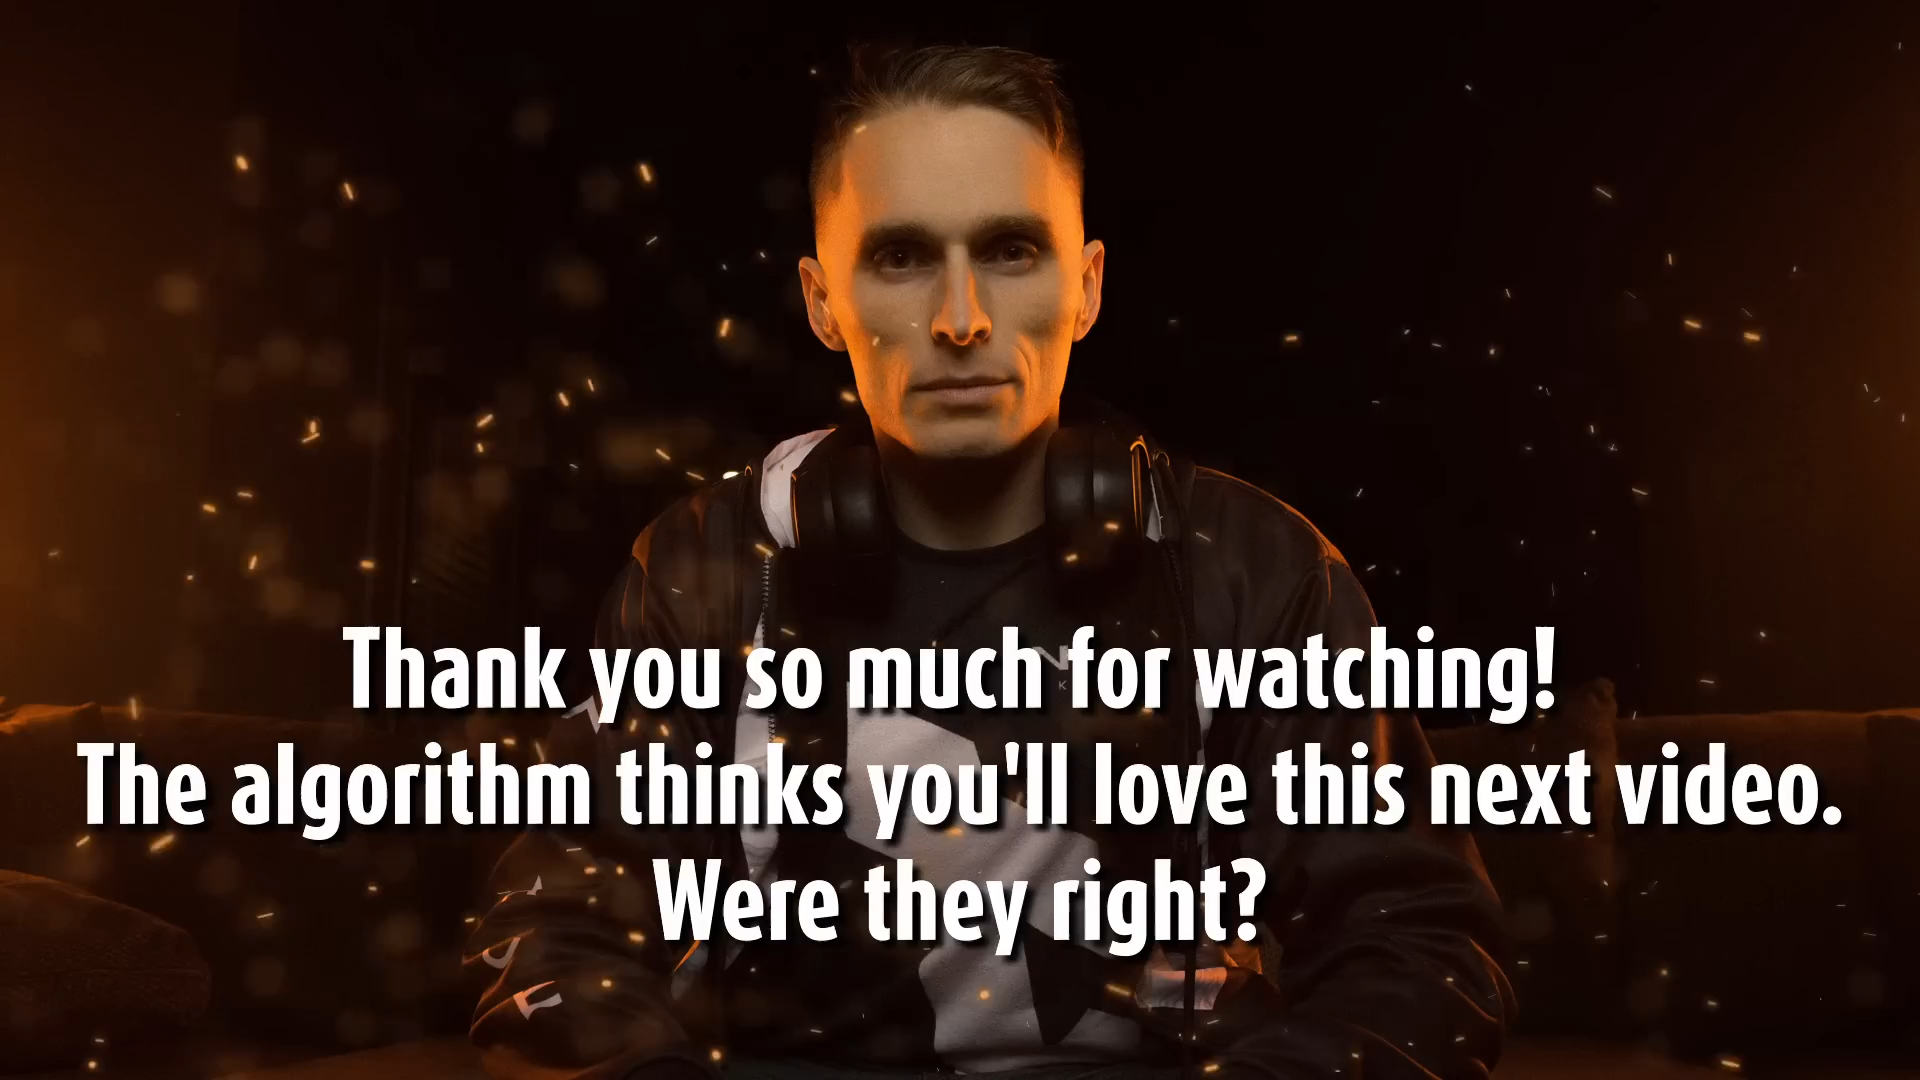 Thank you so much for watching!
The algorithm thinks you'll love this next video.
Were they right?